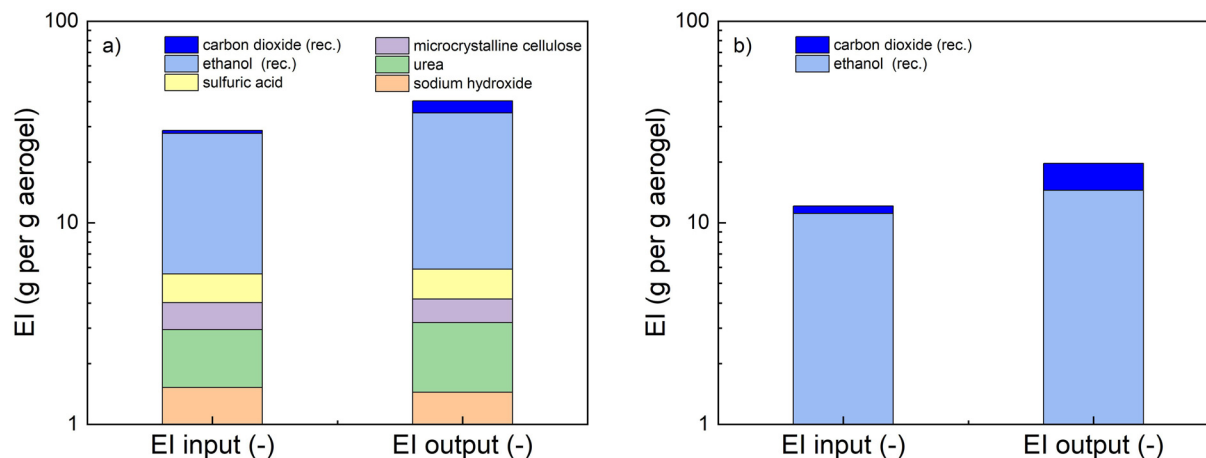 a)
carbon dioxide (rec.)
ethanol (rec.)
sulfuric acid
microcrystalline cellulose
urea
sodium hydroxide
EI (g per g aerogel)
100
10
1
EI input (-)
EI output (-)
b)
carbon dioxide (rec.)
ethanol (rec.)
EI (g per g aerogel)
100
10
1
EI input (-)
EI output (-)